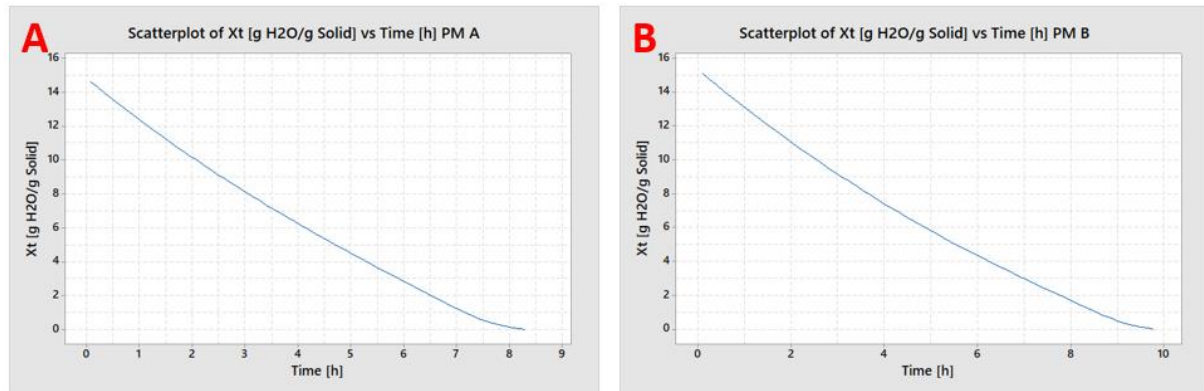 A
Scatterplot of Xt [g H2O/g Solid] vs Time [h] PM A
Xt [g H2O/g Solid]
16
14
12
10
8
6
4
2
0
0 1 2 3 4 5 6 7 8 9
Time [h]
B
Scatterplot of Xt [g H2O/g Solid] vs Time [h] PM B
Xt [g H2O/g Solid]
16
14
12
10
8
6
4
2
0
0 2 4 6 8 10
Time [h]